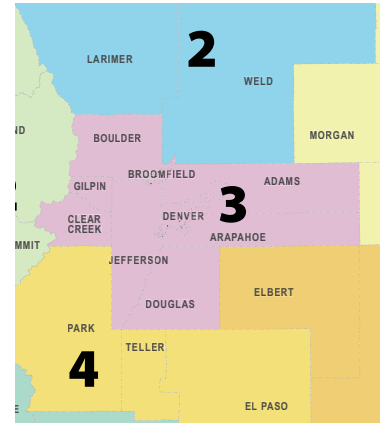 2
LARIMER
WELD
MORGAN
ND
BOULDER
BROOMFIELD
ADAMS
GILPIN
3
DENVER
CLEAR
CREEK
ARAPAHOE
MMIT
JEFFERSON
ELBERT
DOUGLAS
PARK
TELLER
4
EL PASO
E